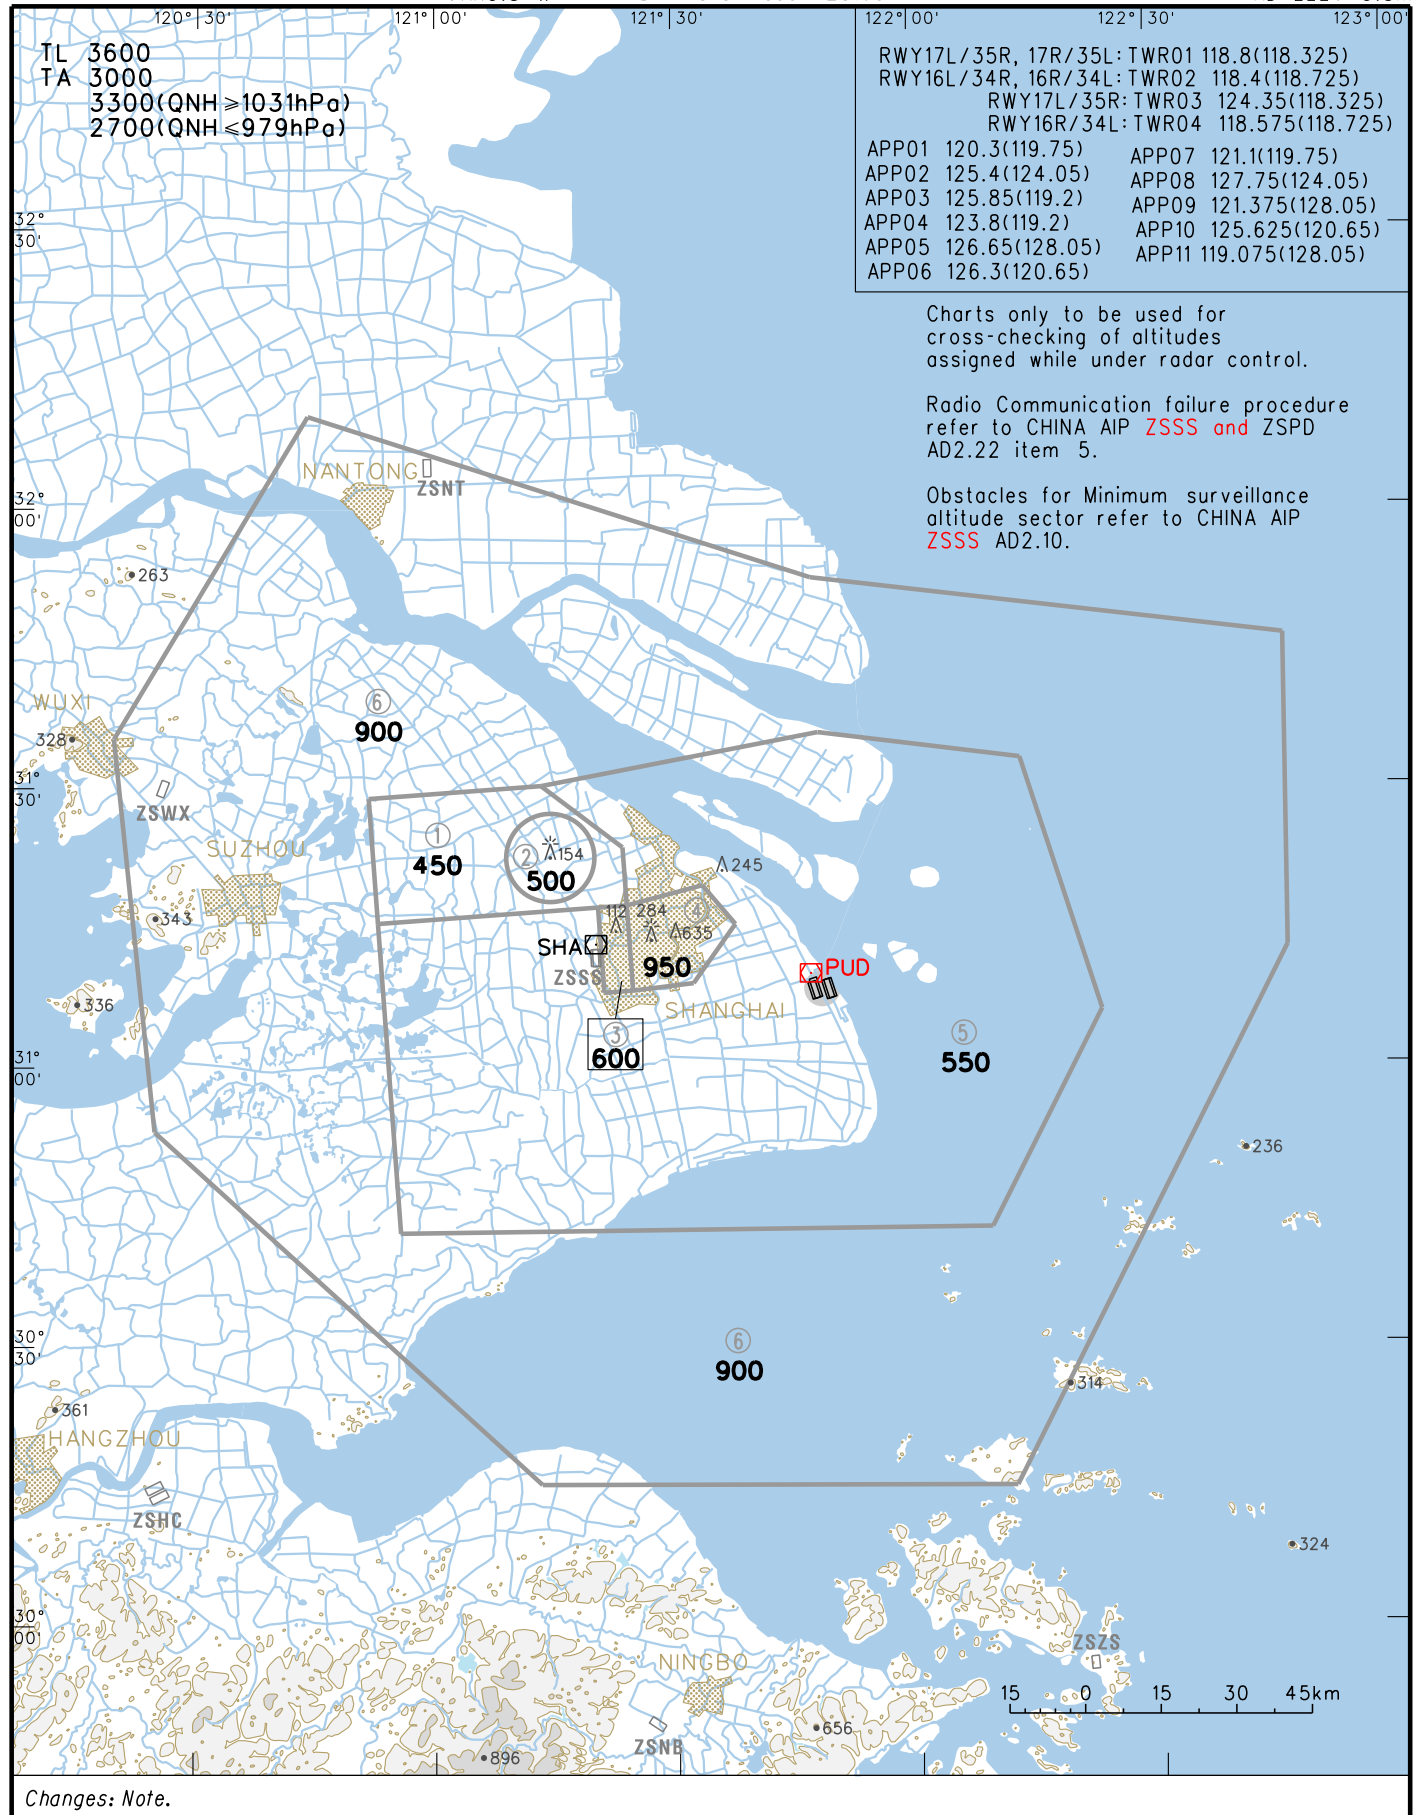 120°30'
121°00'
121°30'
122°00'
122°30'
123°00'
TL 3600
TA 3000
3300(QNH≥1031hPa)
2700(QNH≤979hPa)
RWY17L/35R, 17R/35L: TWR01 118.8(118.325)
RWY16L/34R, 16R/34L: TWR02 118.4(118.725)
RWY17L/35R: TWR03 124.35(118.325)
RWY16R/34L: TWR04 118.575(118.725)
APP01 120.3(119.75)
APP02 125.4(124.05)
APP03 125.85(119.2)
APP04 123.8(119.2)
APP05 126.65(128.05)
APP06 126.3(120.65)
APP07 121.1(119.75)
APP08 127.75(124.05)
APP09 121.375(128.05)
APP10 125.625(120.65)
APP11 119.075(128.05)
32°
30'
Charts only to be used for
cross-checking of altitudes
assigned while under radar control.
Radio Communication failure procedure
refer to CHINA AIP ZSSS and ZSPD
AD2.22 item 5.
Obstacles for Minimum surveillance
altitude sector refer to CHINA AIP
ZSSS AD2.10.
NANTONG
ZSNT
32°
00'
263
WUXI
328
⑥
900
31°
30'
ZSWX
SUZHOU
①
450
②
154
500
245
343
112
284
④
635
SHA
ZSSS
950
PUD
336
SHANGHAI
③
600
⑤
550
31°
00'
236
30°
30'
⑥
900
314
361
HANGZHOU
ZSHC
324
30°
00'
ZSZS
NINGBO
15 0 15 30 45km
656
ZSNB
896
Changes: Note.